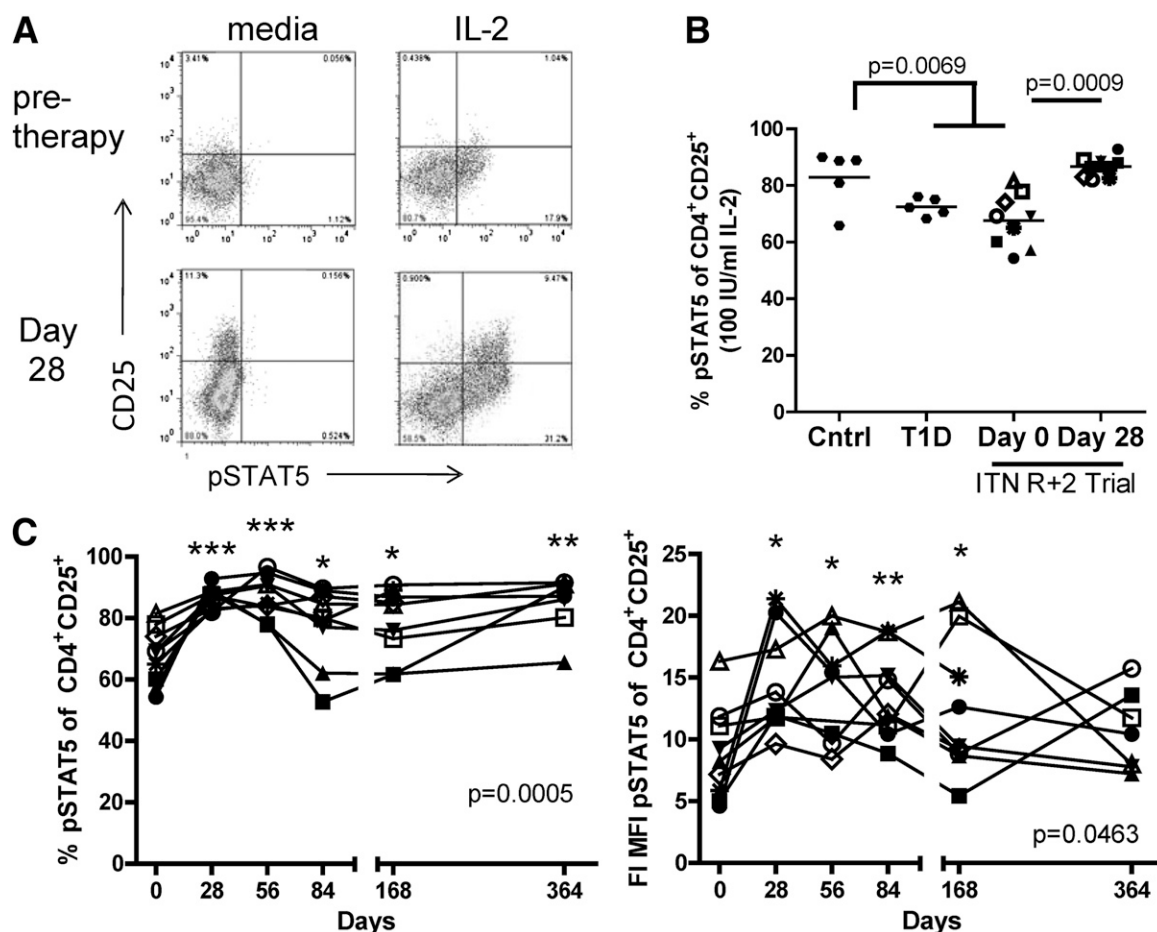 A
media
IL-2
pre-
therapy
3.41%
0.056%
95.4%
1.12%
0.438%
1.04%
80.7%
17.9%
Day
28
11.3%
0.156%
88.0%
0.524%
0.900%
9.47%
58.5%
31.2%
10⁰ 10¹ 10² 10³ 10⁴
CD25
pSTAT5
B
p=0.0069
p=0.0009
% pSTAT5 of CD4⁺CD25⁺
(100 IU/ml IL-2)
100
80
60
40
20
0
Cntrl T1D Day 0 Day 28
ITN R+2 Trial
C
% pSTAT5 of CD4⁺CD25⁺
100
80
60
40
20
0
*** *** * * **
p=0.0005
0 28 56 84 168 364
Days
FI MFI pSTAT5 of CD4⁺CD25⁺
25
20
15
10
5
0
* * ** *
p=0.0463
0 28 56 84 168 364
Days